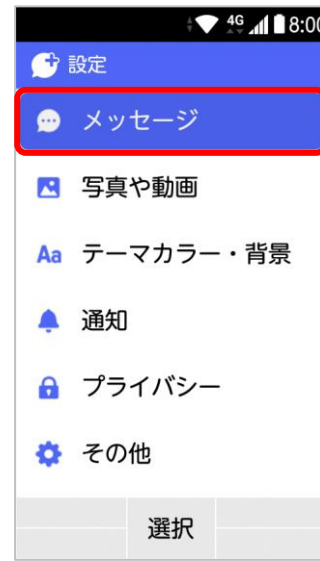 4G 8:00
設定
メッセージ
写真や動画
Aa テーマカラー・背景
通知
プライバシー
その他
選択